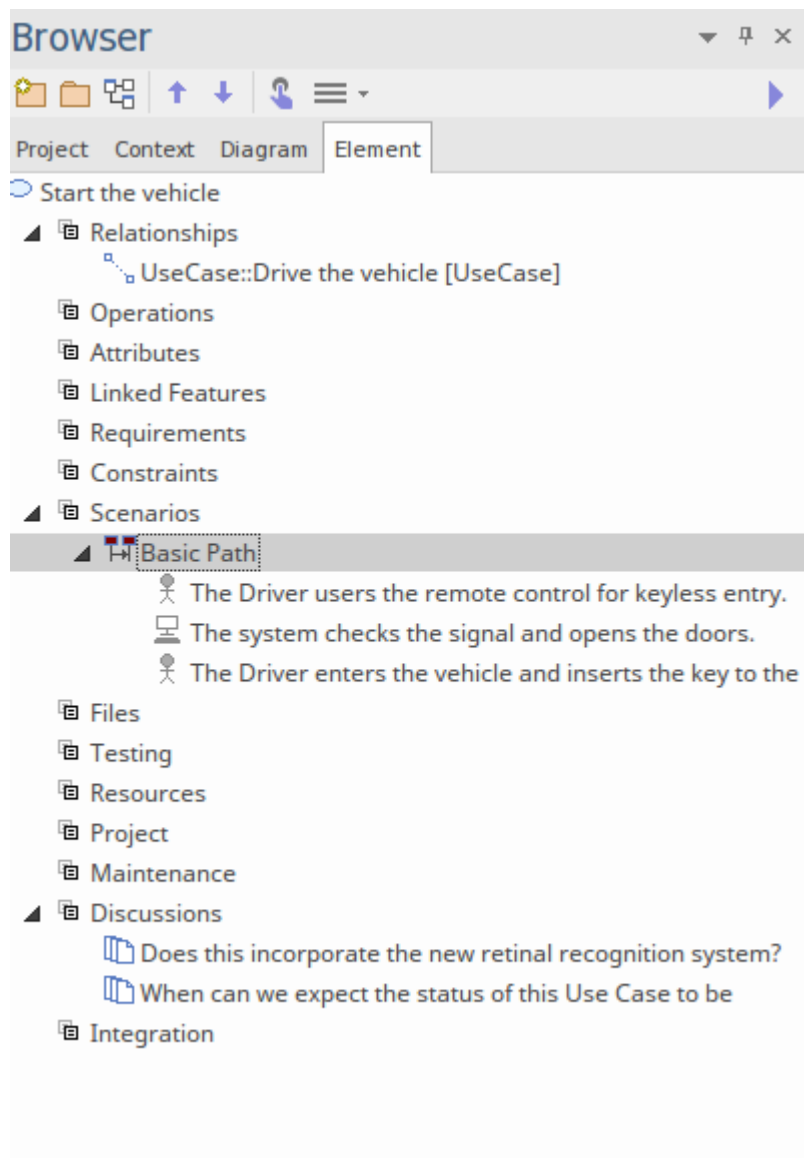 Browser
Project Context Diagram Element
Start the vehicle
Relationships
UseCase::Drive the vehicle [UseCase]
Operations
Attributes
Linked Features
Requirements
Constraints
Scenarios
Basic Path
The Driver users the remote control for keyless entry.
The system checks the signal and opens the doors.
The Driver enters the vehicle and inserts the key to the
Files
Testing
Resources
Project
Maintenance
Discussions
Does this incorporate the new retinal recognition system?
When can we expect the status of this Use Case to be
Integration